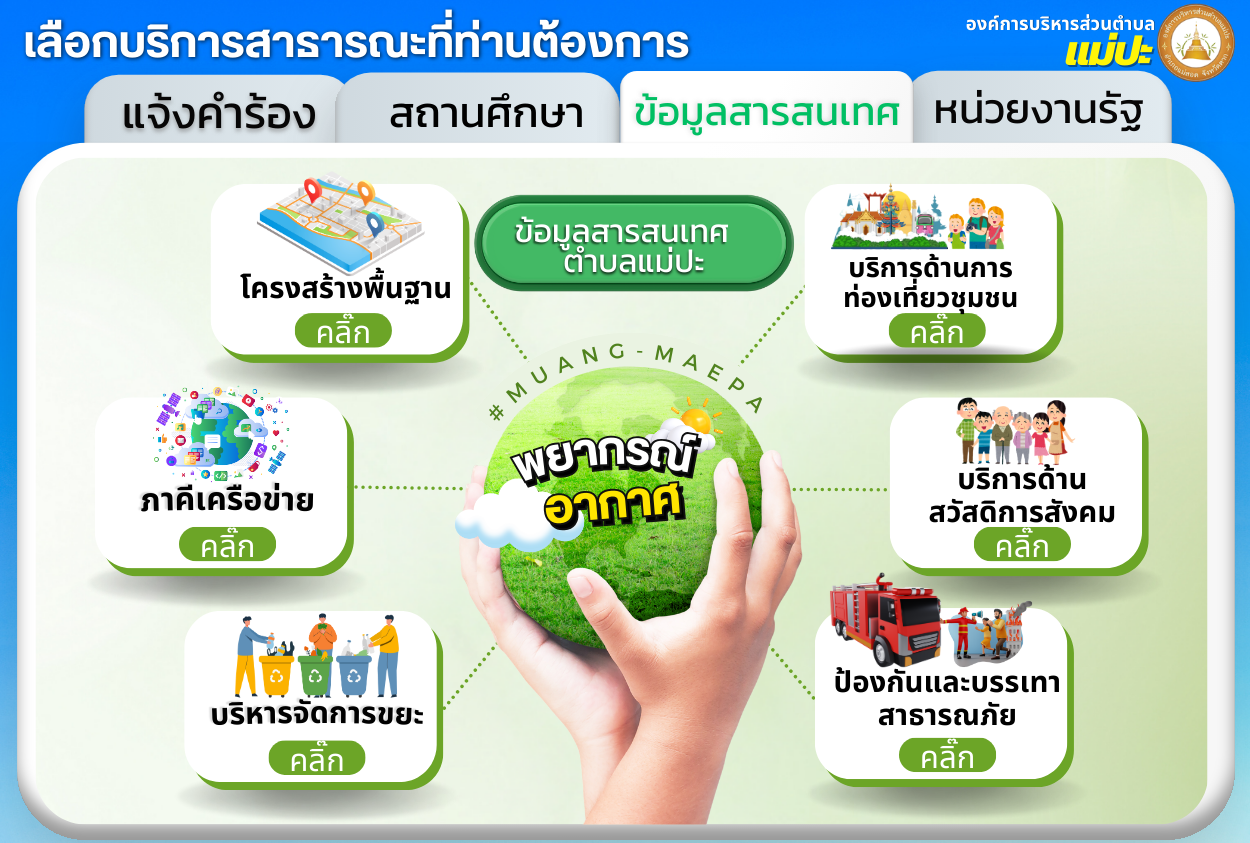 เลือกบริการสาธารณะที่ท่านต้องการ
องค์การบริหารส่วนตำบล
แม่ปะ
แจ้งคำร้อง
สถานศึกษา
ข้อมูลสารสนเทศ
หน่วยงานรัฐ
ข้อมูลสารสนเทศ
ตำบลแม่ปะ
โครงสร้างพื้นฐาน
คลิ๊ก
บริการด้านการ
ท่องเที่ยวชุมชน
คลิ๊ก
#MUANG-MAEPA
พยากรณ์
อากาศ
ภาคีเครือข่าย
คลิ๊ก
บริการด้าน
สวัสดิการสังคม
คลิ๊ก
บริหารจัดการขยะ
คลิ๊ก
ป้องกันและบรรเทา
สาธารณภัย
คลิ๊ก